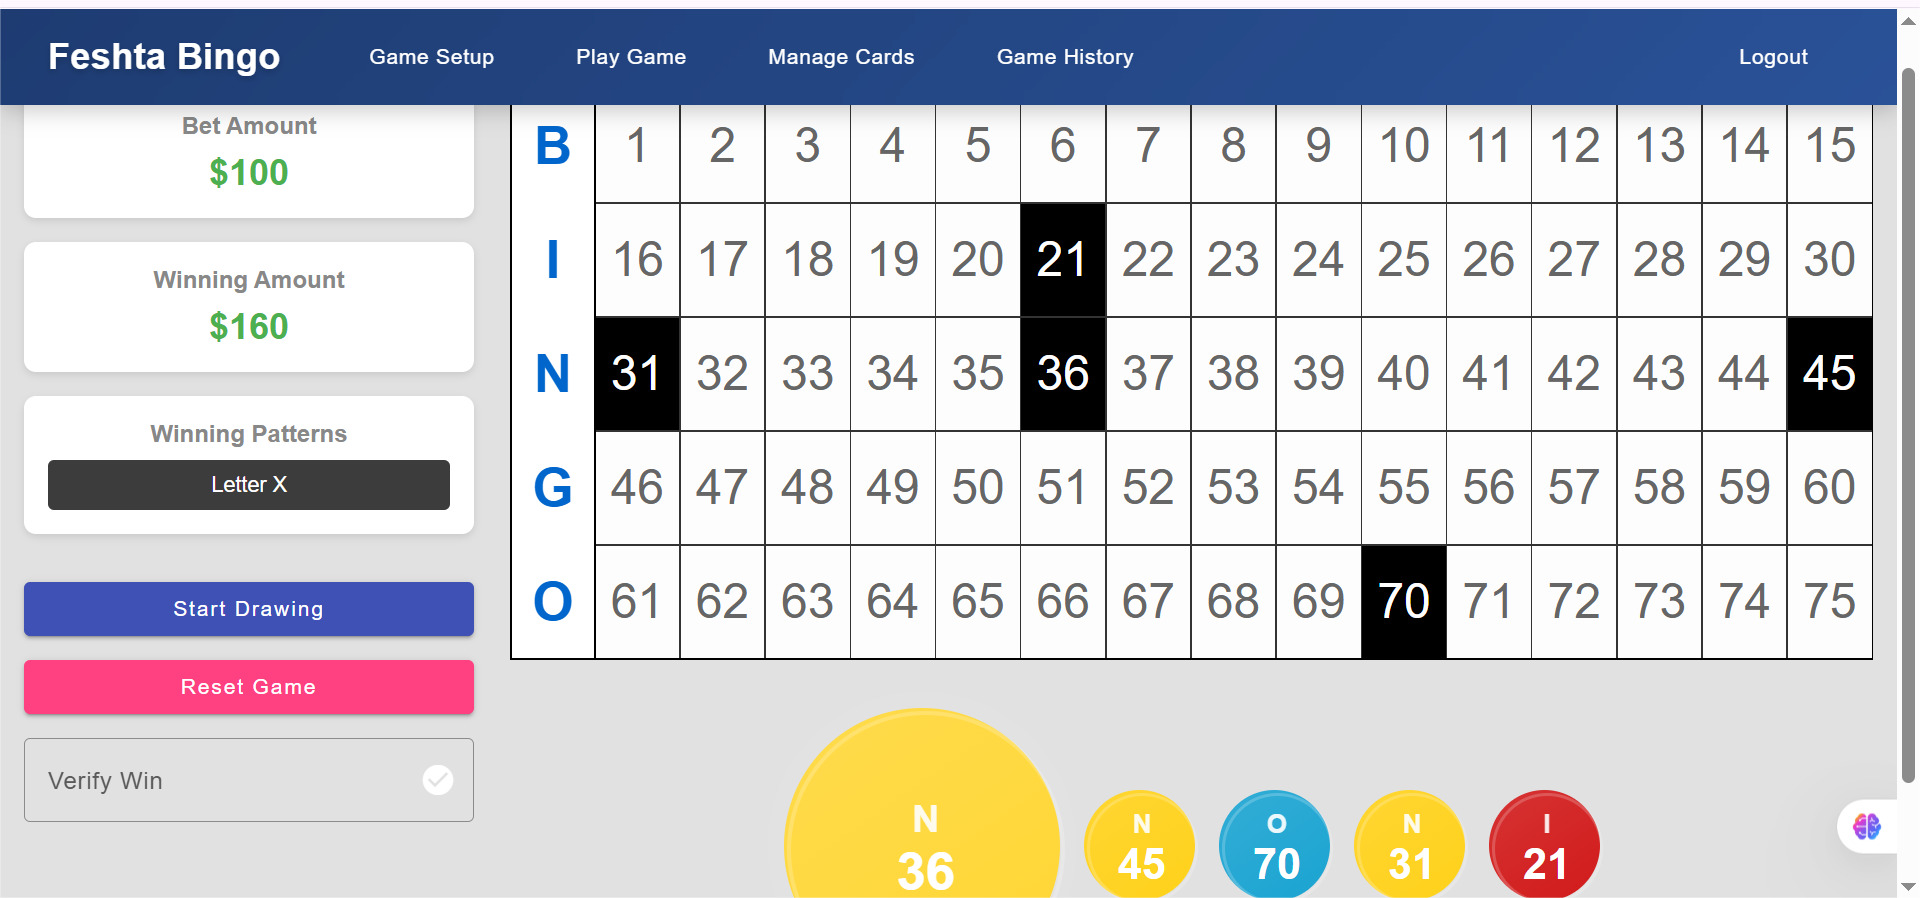 Feshta Bingo Game Setup Play Game Manage Cards Game History Logout
Bet Amount
$100
Winning Amount
$160
Winning Patterns
Letter X
Start Drawing
Reset Game
Verify Win
B 1 2 3 4 5 6 7 8 9 10 11 12 13 14 15
I 16 17 18 19 20 21 22 23 24 25 26 27 28 29 30
N 31 32 33 34 35 36 37 38 39 40 41 42 43 44 45
G 46 47 48 49 50 51 52 53 54 55 56 57 58 59 60
O 61 62 63 64 65 66 67 68 69 70 71 72 73 74 75
N
36
N
45
O
70
N
31
I
21